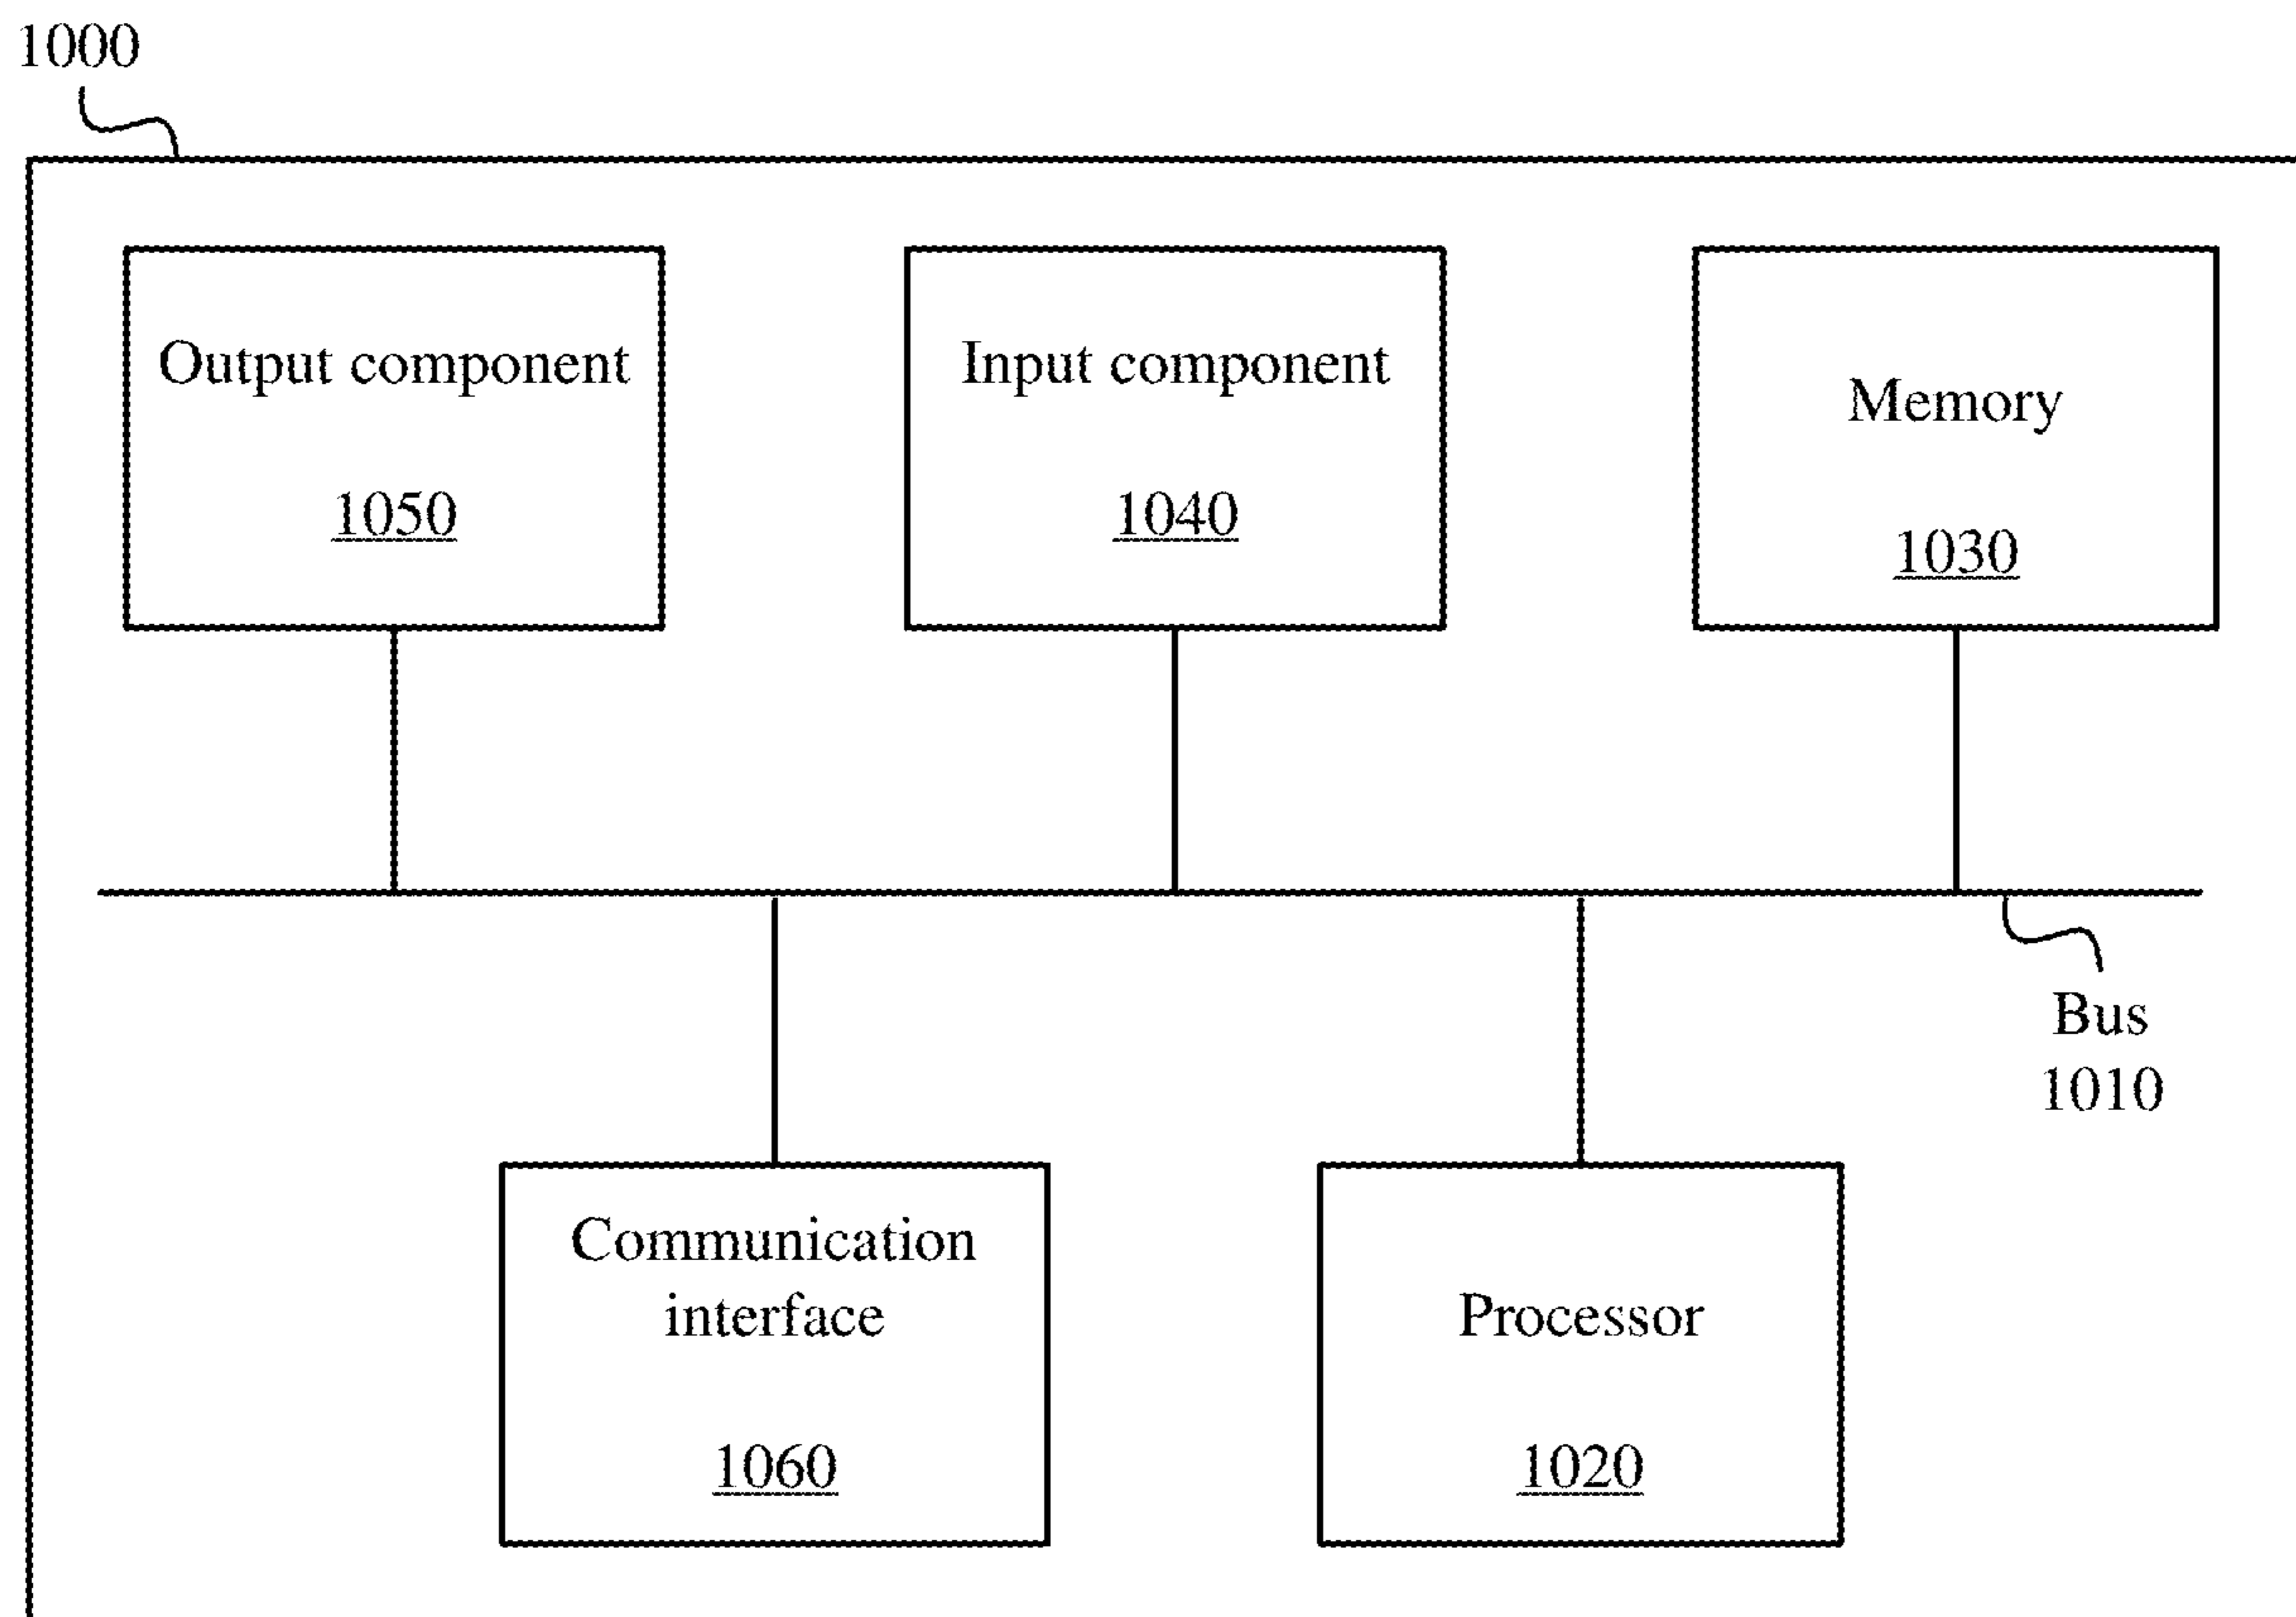 1000
Output component
1050
Input component
1040
Memory
1030
Bus
1010
Communication
interface
1060
Processor
1020